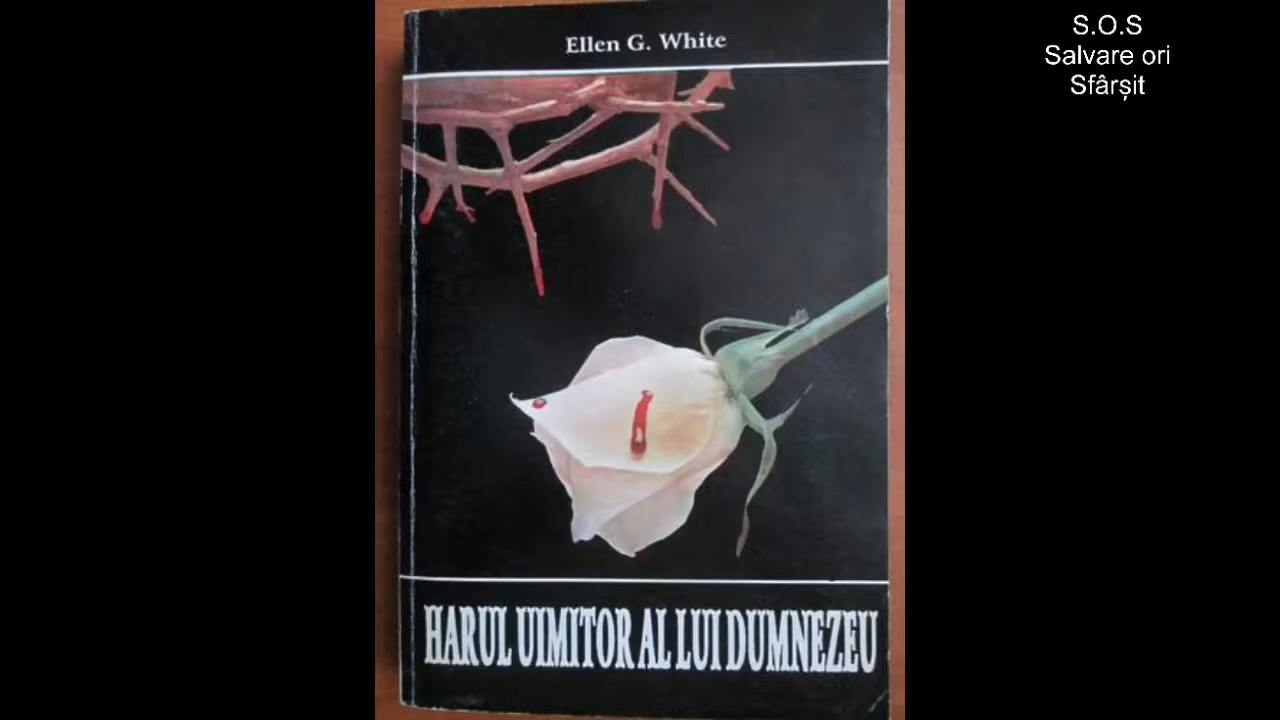 Ellen G. White
HARUL UIMITOR AL LUI DUMNEZEU
S.O.S
Salvare ori
Sfârșit